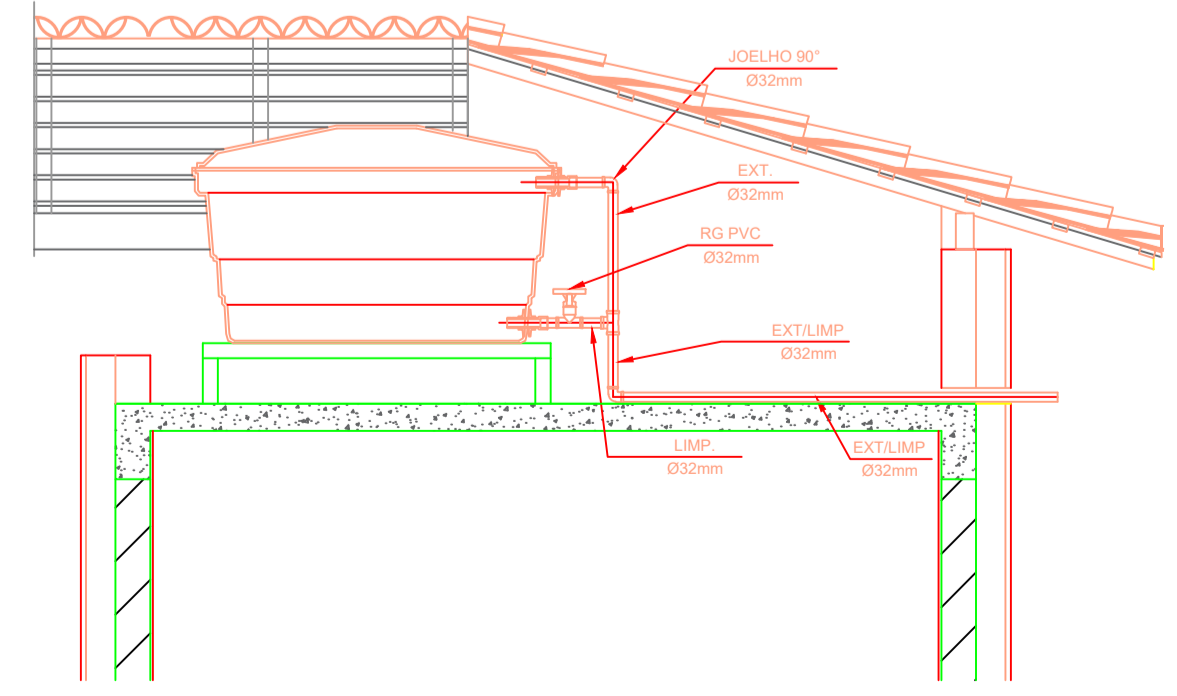 JOELHO 90°
Ø32mm
EXT.
Ø32mm
RG PVC
Ø32mm
EXT/LIMP
Ø32mm
LIMP.
Ø32mm
EXT/LIMP
Ø32mm